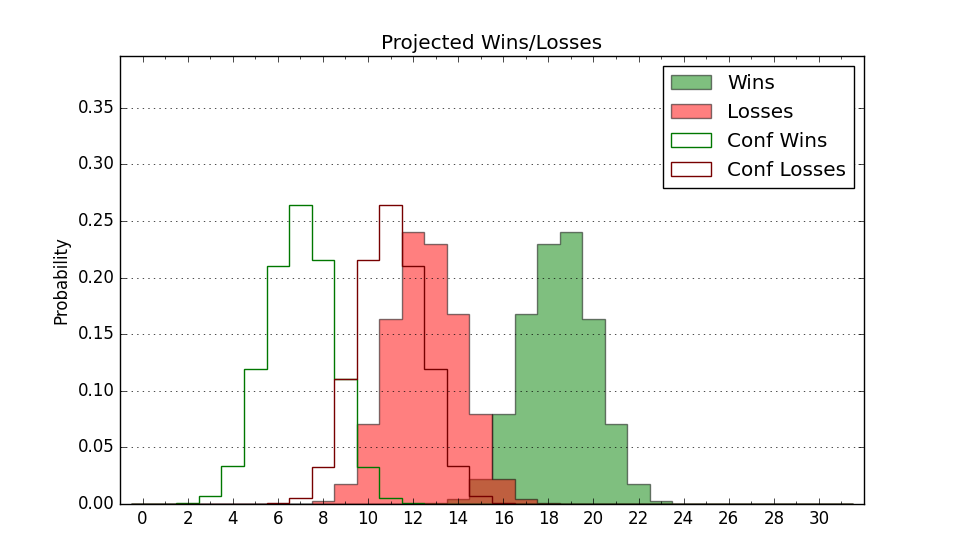 Projected Wins/Losses
Wins
Losses
Conf Wins
Conf Losses
Probability
0.35
0.30
0.25
0.20
0.15
0.10
0.05
0.00
0 2 4 6 8 10 12 14 16 18 20 22 24 26 28 30